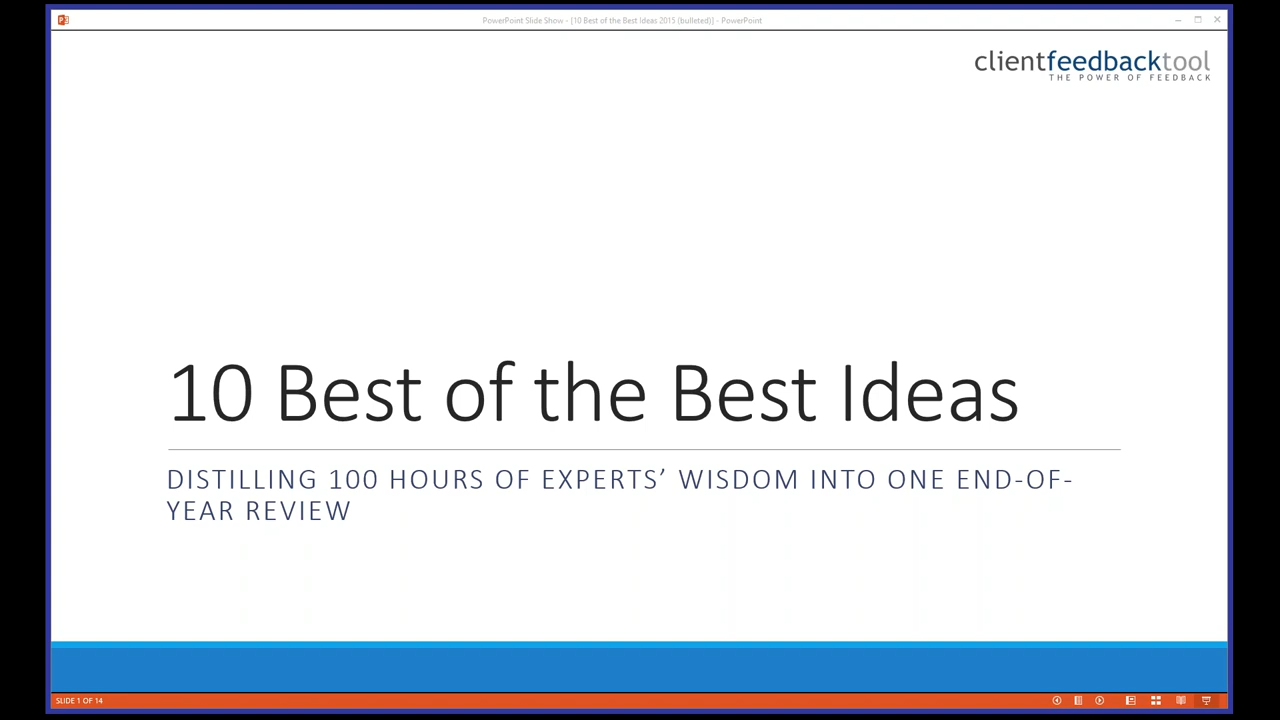 PowerPoint Slide Show - [10 Best of the Best Ideas 2015 (bulleted)] - PowerPoint
clientfeedbacktool
THE POWER OF FEEDBACK
10 Best of the Best Ideas
DISTILLING 100 HOURS OF EXPERTS’ WISDOM INTO ONE END-OF-
YEAR REVIEW
SLIDE 1 OF 14